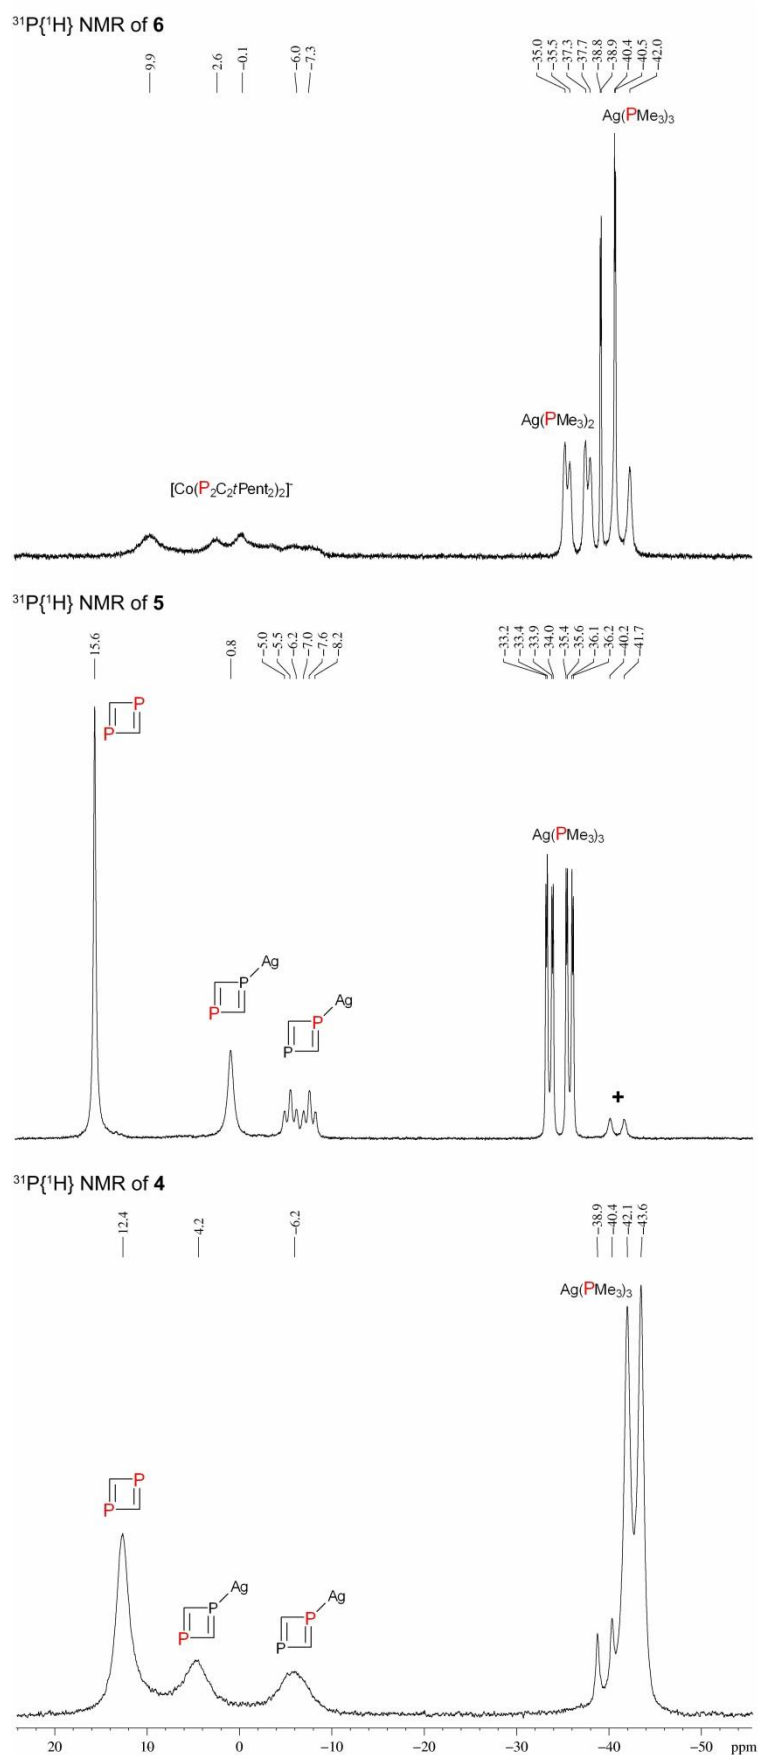 ³¹P{¹H} NMR of 6
9.9
2.6
−0.1
−6.0
−7.3
−35.0
−35.5
−37.3
−37.7
−38.8
−38.9
−40.4
−40.5
−42.0
Ag(PMe₃)₃
Ag(PMe₃)₂
[Co(P₂C₂tPent₂)₂]⁻
³¹P{¹H} NMR of 5
15.6
0.8
−5.0
−5.5
−6.2
−7.0
−7.6
−8.2
−33.2
−33.4
−33.9
−34.0
−35.4
−35.6
−36.1
−36.2
−40.2
−41.7
P
P
Ag(PMe₃)₃
Ag
P
P
Ag
P
P
+
³¹P{¹H} NMR of 4
12.4
4.2
−6.2
−38.9
−40.4
−42.1
−43.6
Ag(PMe₃)₃
P
P
Ag
P
P
Ag
P
P
20 10 0 −10 −20 −30 −40 −50 ppm